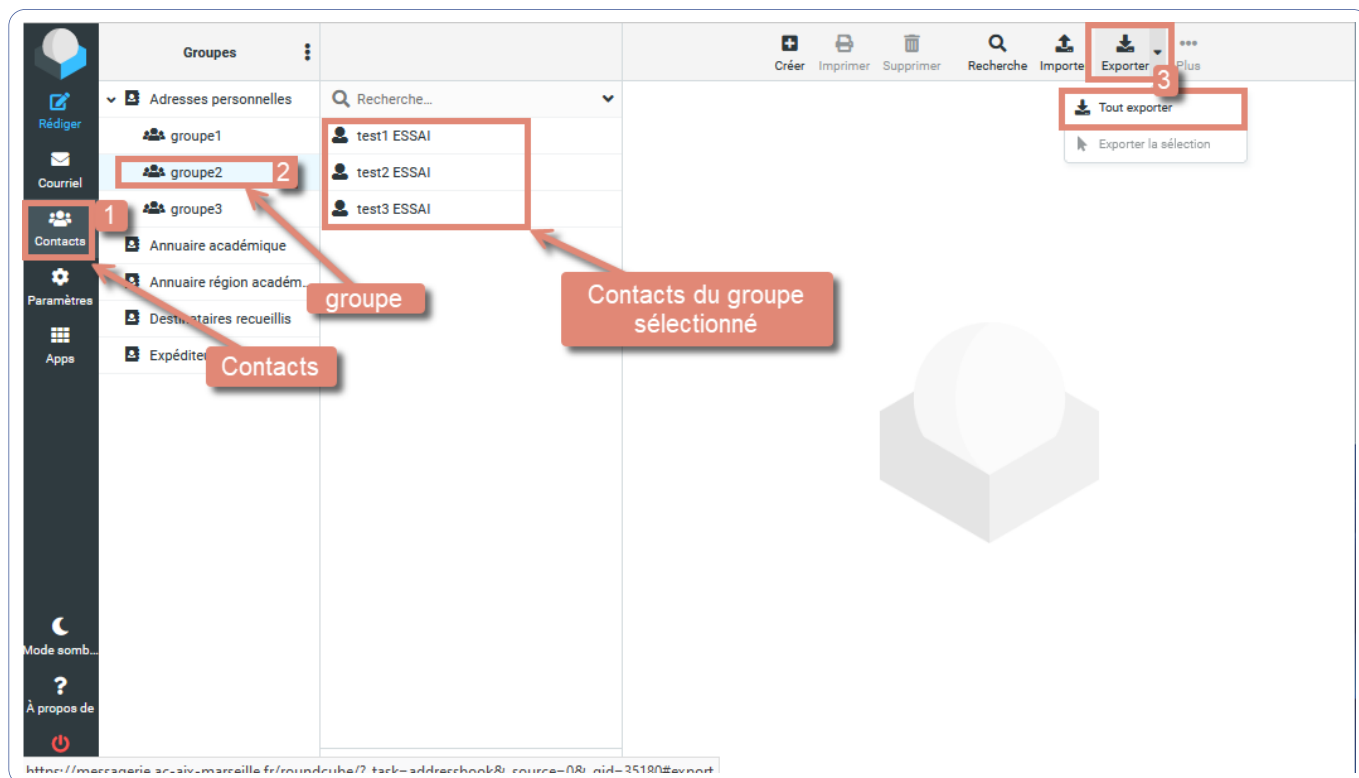 Groupes
Créer Imprimer Supprimer Recherche Importe Exporter Plus
3
Rédiger
Courriel
Contacts
Paramètres
Apps
Mode somb...
À propos de
1
Adresses personnelles
groupe1
groupe2 2
groupe3
Annuaire académique
Annuaire région académ...
Destinataires recueillis
Expédite
Recherche...
test1 ESSAI
test2 ESSAI
test3 ESSAI
Tout exporter
Exporter la sélection
groupe
Contacts du groupe
sélectionné
Contacts
https://messagerie.ac-aix-marseille.fr/roundcube/?_task=addressbook&_source=0&_gid=35180#export